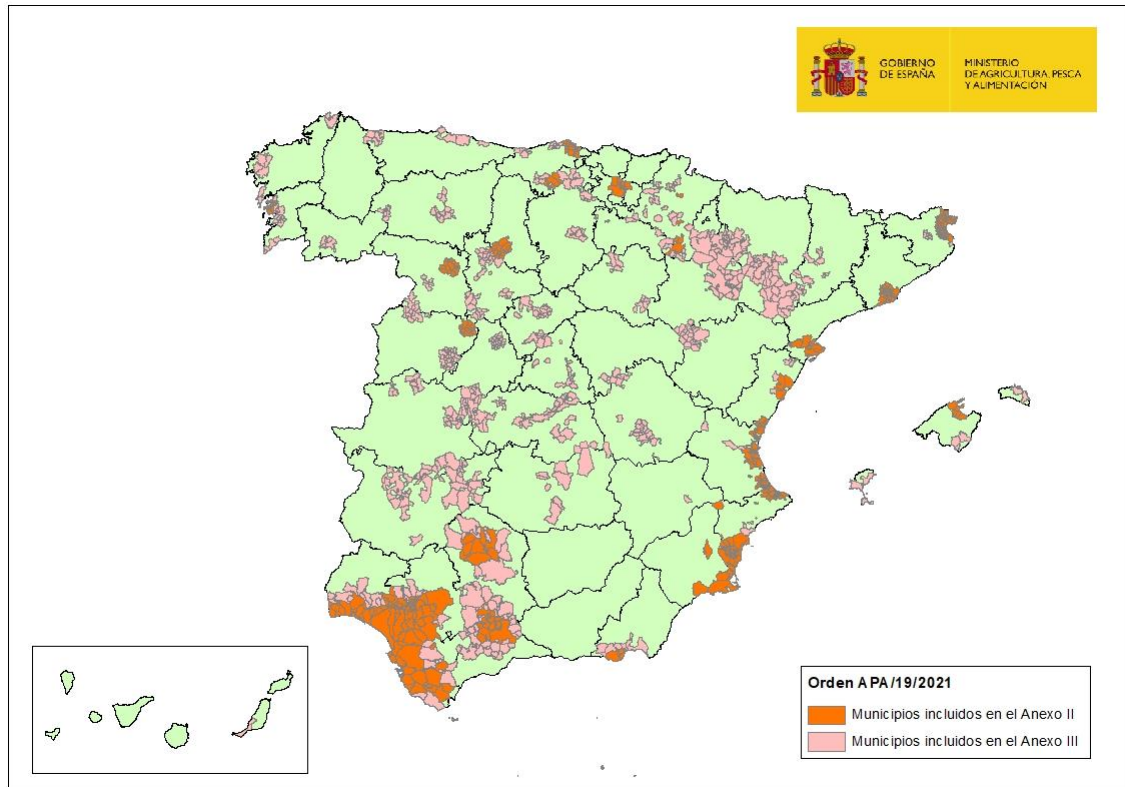 GOBIERNO
DE ESPAÑA
MINISTERIO
DE AGRICULTURA, PESCA
Y ALIMENTACIÓN
Orden APA/19/2021
Municipios incluidos en el Anexo II
Municipios incluidos en el Anexo III